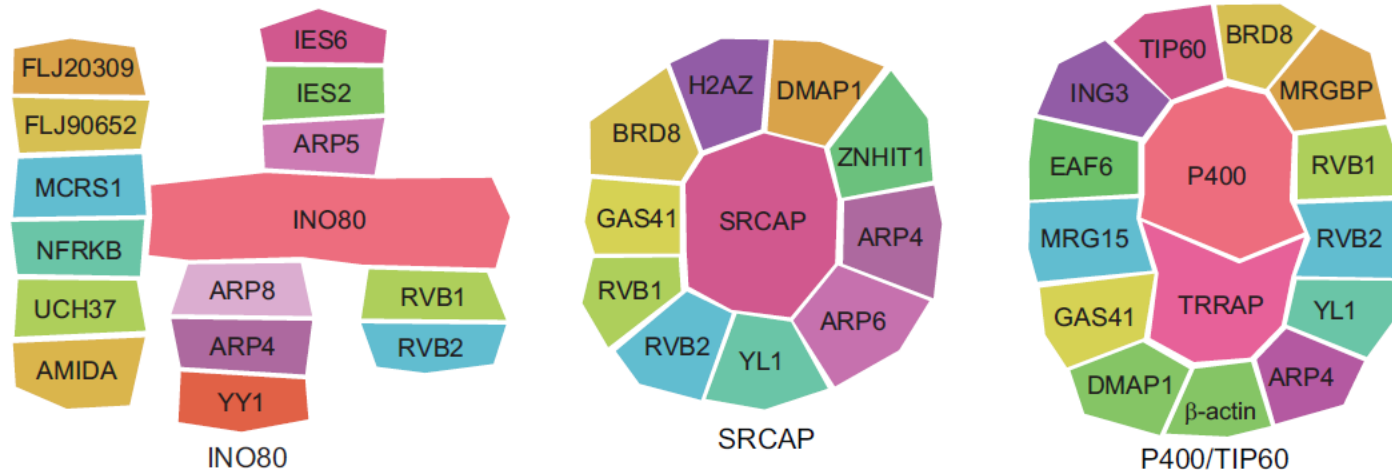 FLJ20309
FLJ90652
MCRS1
NFRKB
UCH37
AMIDA
IES6
IES2
ARP5
INO80
ARP8
ARP4
YY1
RVB1
RVB2
INO80
H2AZ
DMAP1
BRD8
ZNHIT1
GAS41
SRCAP
ARP4
RVB1
ARP6
RVB2
YL1
SRCAP
TIP60
BRD8
ING3
MRGBP
EAF6
P400
RVB1
MRG15
RVB2
GAS41
TRRAP
YL1
DMAP1
β-actin
ARP4
P400/TIP60